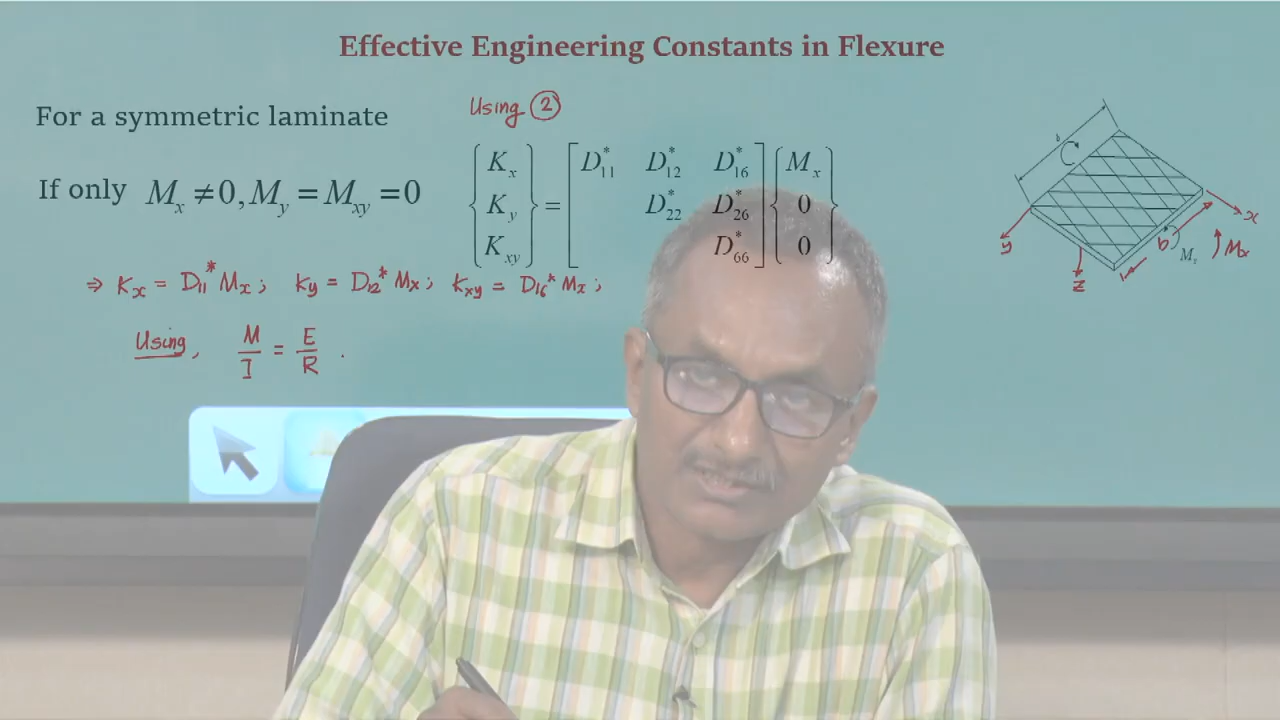 Effective Engineering Constants in Flexure
For a symmetric laminate
Using ②
If only M_x ≠ 0, M_y = M_xy = 0
{K_x K_y K_xy} = [D*_11 D*_12 D*_16 D*_22 D*_26 D*_66] {M_x 0 0}
⇒ K_x = D_11* M_x ; K_y = D_12* M_x ; K_xy = D_16* M_x ;
Using, M/I = E/R .
x
y
z
b
M_x